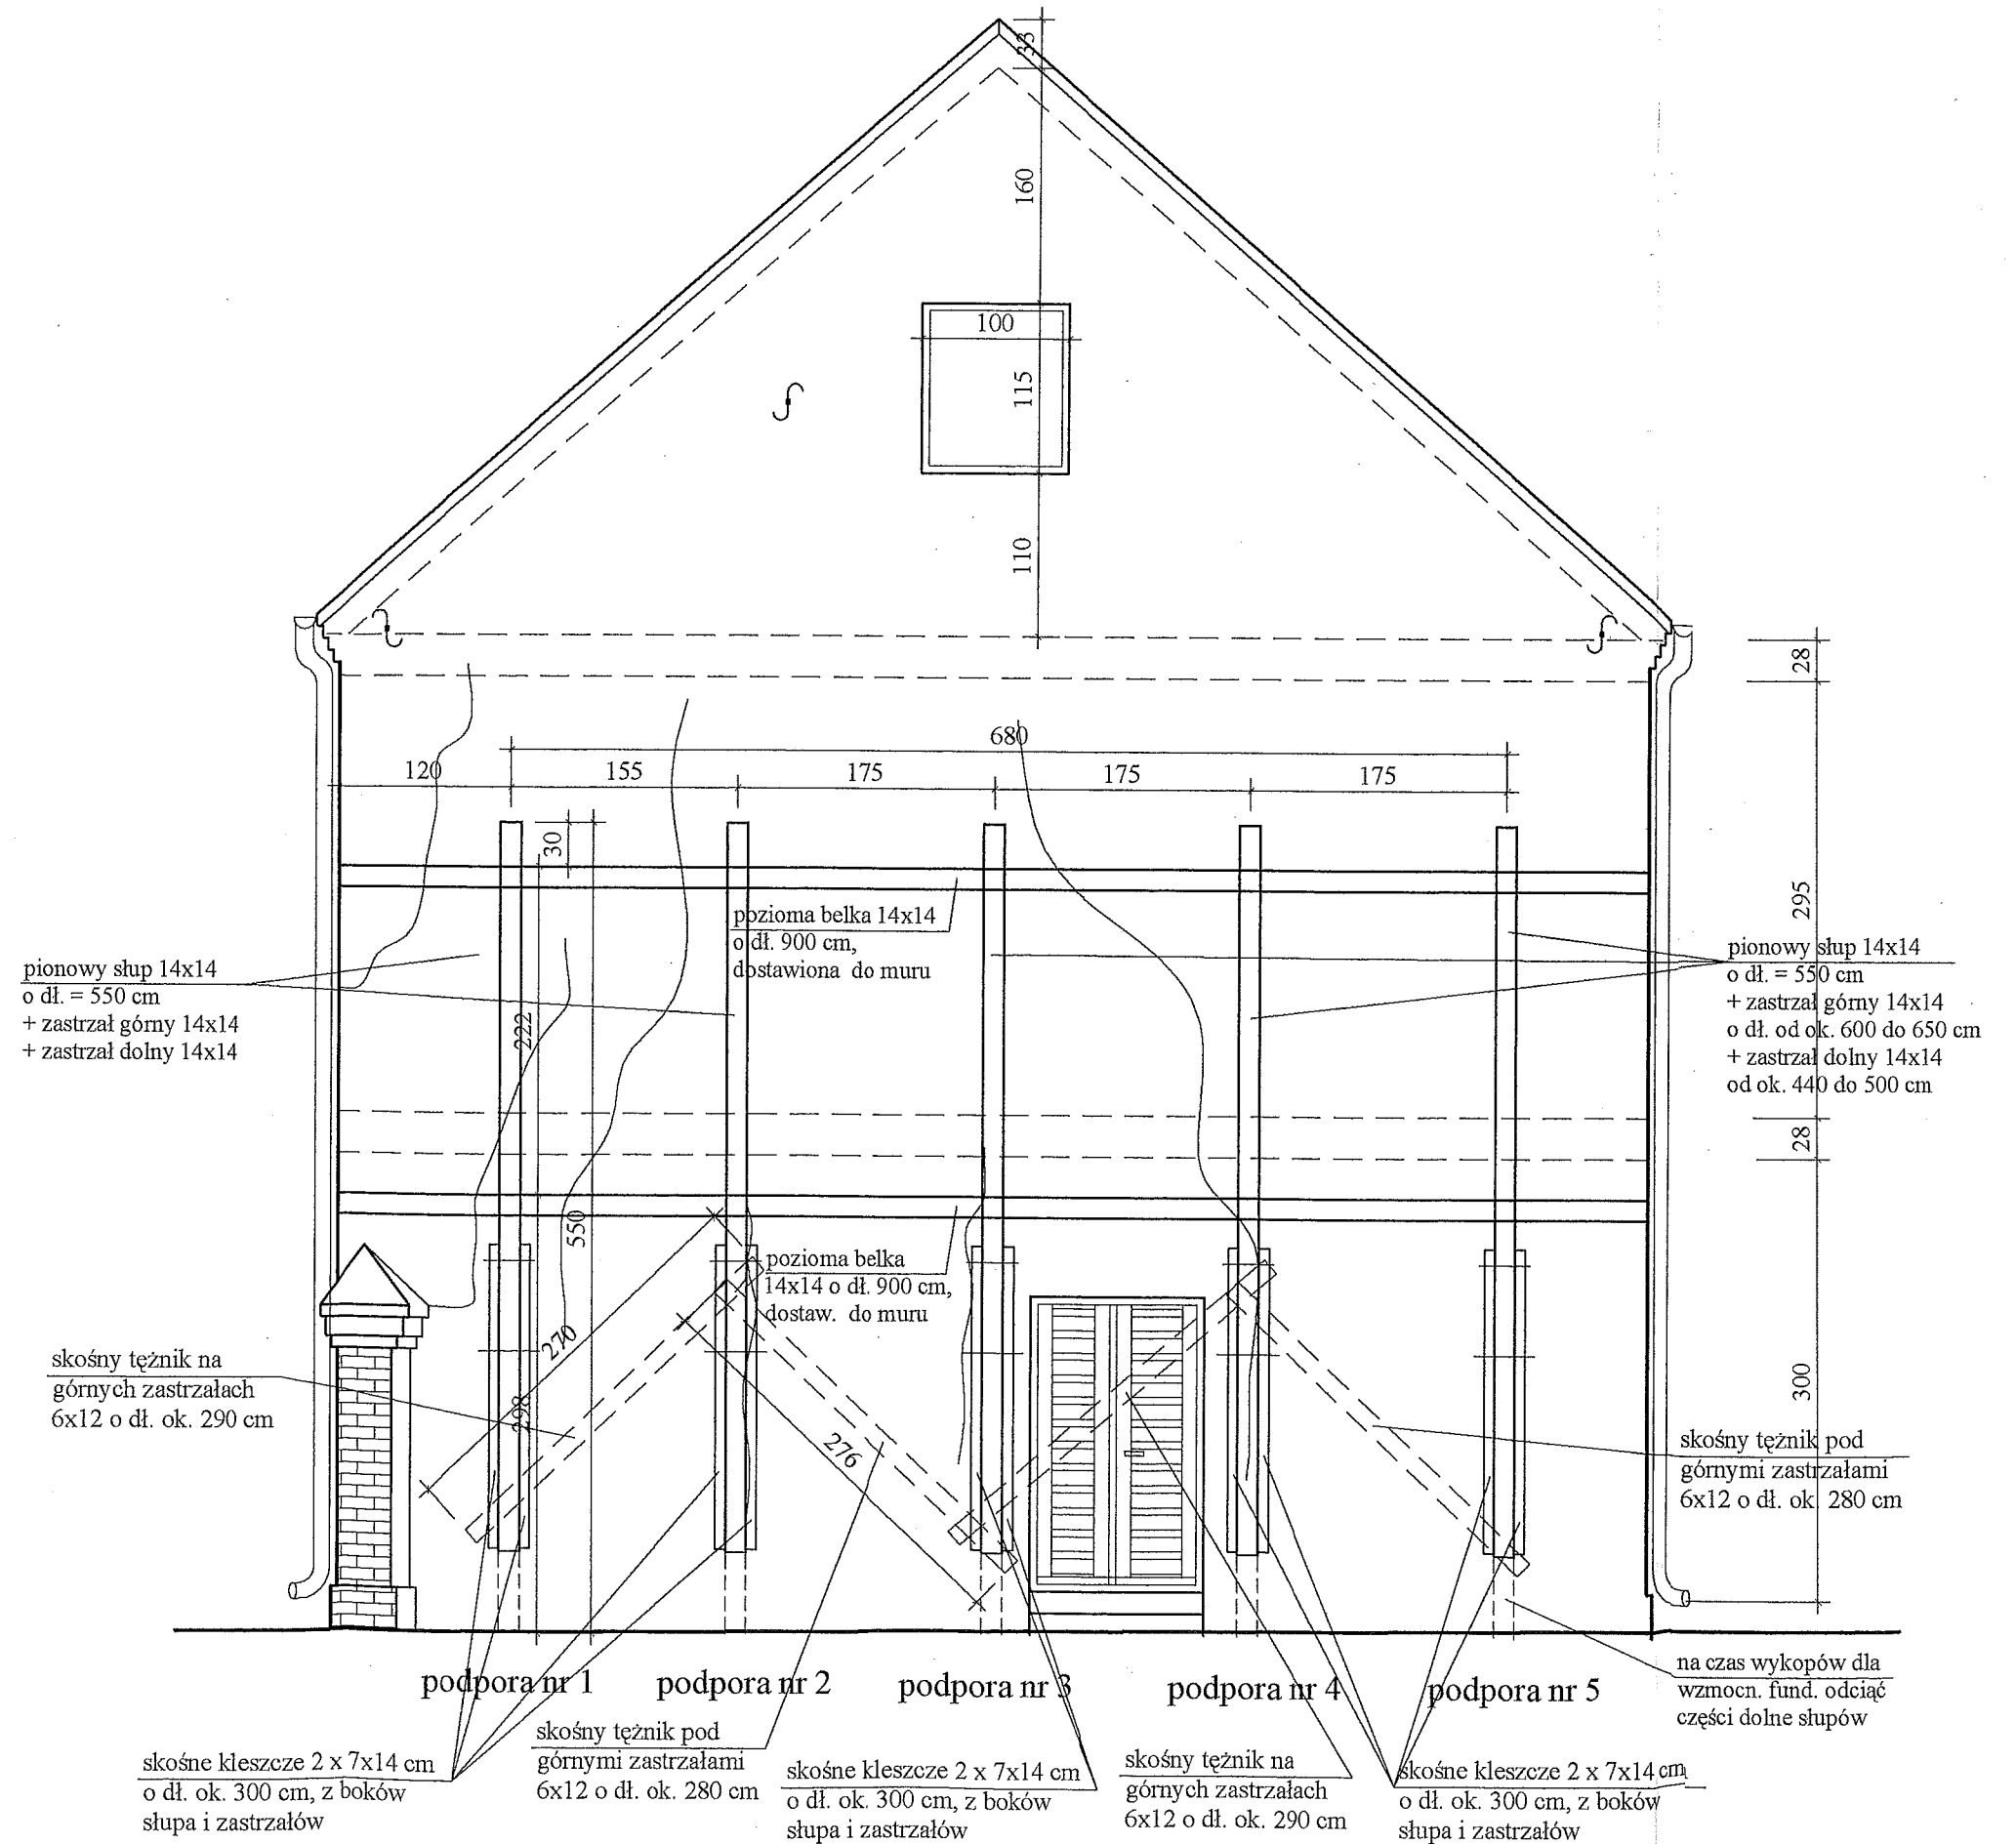 33
160
100
115
110
28
680
120
155
175
175
175
30
295
pozioma belka 14x14
o dł. 900 cm,
dostawiona do muru
pionowy słup 14x14
o dł. = 550 cm
+ zastrzał górny 14x14
+ zastrzał dolny 14x14
pionowy słup 14x14
o dł. = 550 cm
+ zastrzał górny 14x14
o dł. od ok. 600 do 650 cm
+ zastrzał dolny 14x14
od ok. 440 do 500 cm
222
28
550
pozioma belka
14x14 o dł. 900 cm,
dostaw. do muru
270
298
276
300
skośny tężnik na
górnych zastrzałach
6x12 o dł. ok. 290 cm
skośny tężnik pod
górnymi zastrzałami
6x12 o dł. ok. 280 cm
podpora nr 1
podpora nr 2
podpora nr 3
podpora nr 4
podpora nr 5
na czas wykopów dla
wzmocn. fund. odciąć
części dolne słupów
skośne kleszcze 2 x 7x14 cm
o dł. ok. 300 cm, z boków
słupa i zastrzałów
skośny tężnik pod
górnymi zastrzałami
6x12 o dł. ok. 280 cm
skośne kleszcze 2 x 7x14 cm
o dł. ok. 300 cm, z boków
słupa i zastrzałów
skośny tężnik na
górnych zastrzałach
6x12 o dł. ok. 290 cm
skośne kleszcze 2 x 7x14 cm
o dł. ok. 300 cm, z boków
słupa i zastrzałów